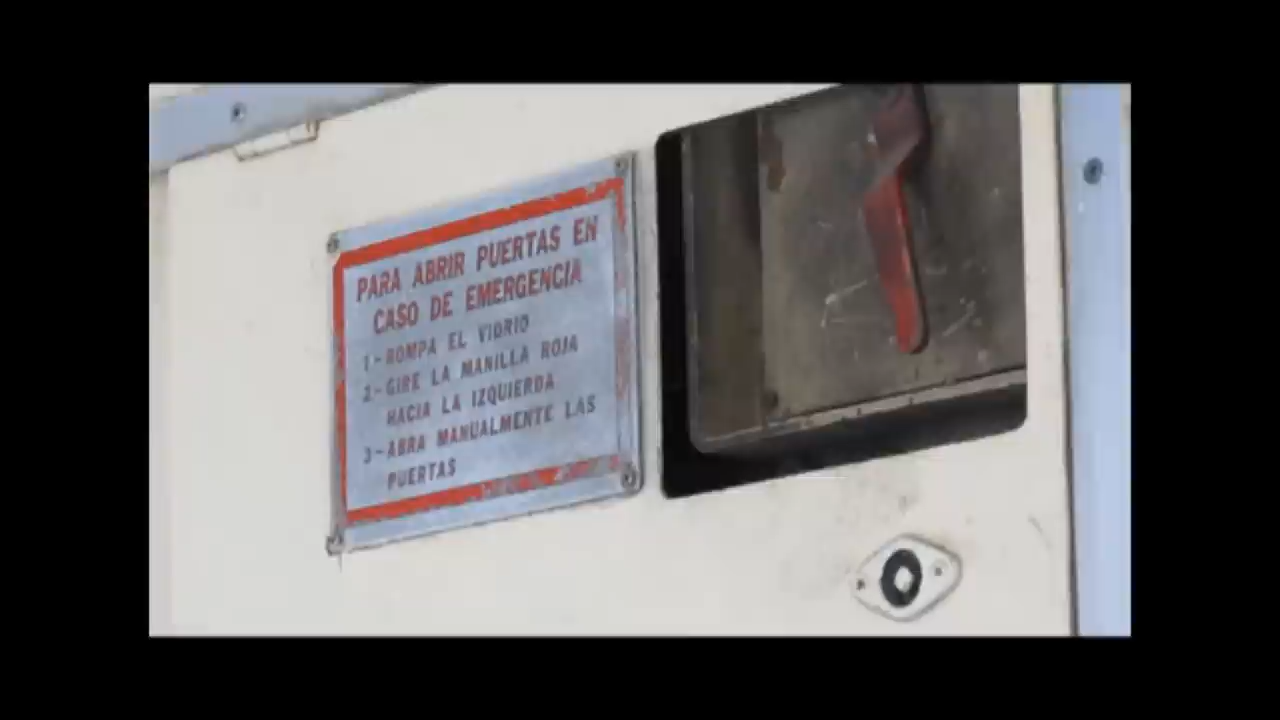 PARA ABRIR PUERTAS EN
CASO DE EMERGENCIA
1-ROMPA EL VIDRIO
2-GIRE LA MANILLA ROJA
HACIA LA IZQUIERDA
3-ABRA MANUALMENTE LAS
PUERTAS